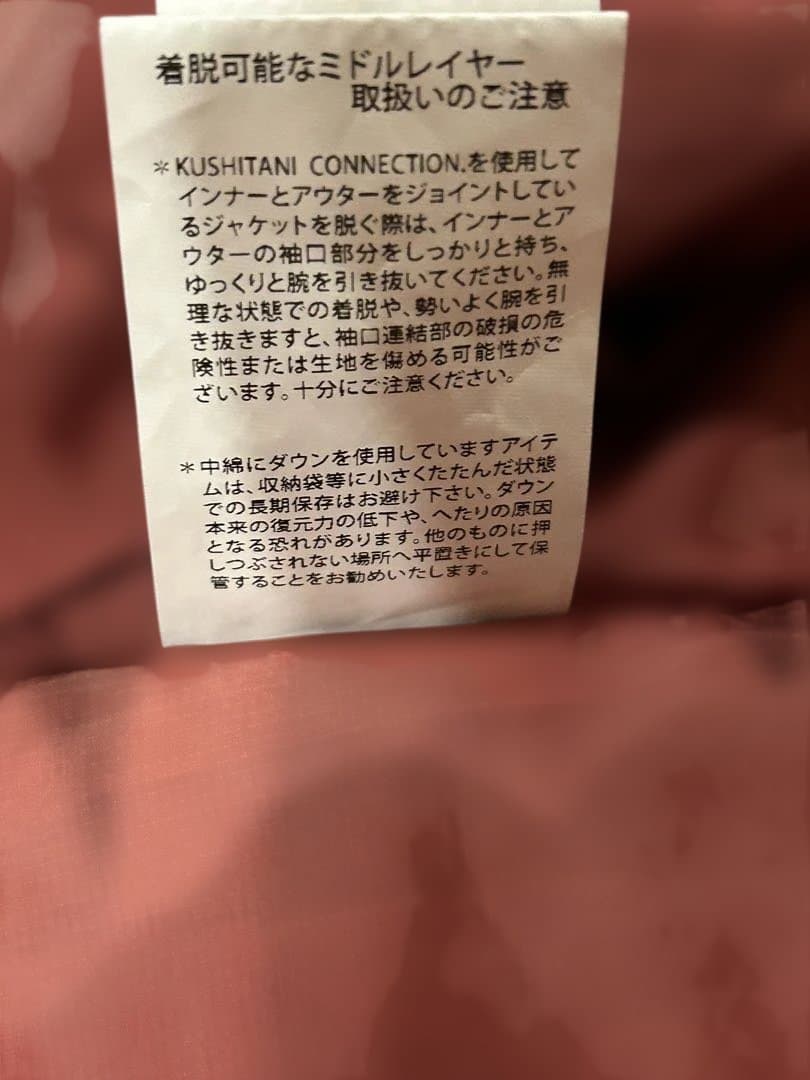 着脱可能なミドルレイヤー
取扱いのご注意
＊KUSHITANI CONNECTION.を使用して
インナーとアウターをジョイントしてい
るジャケットを脱ぐ際は、インナーとア
ウターの袖口部分をしっかりと持ち、
ゆっくりと腕を引き抜いてください。無
理な状態での着脱や、勢いよく腕を引
き抜きますと、袖口連結部の破損の危
険性または生地を傷める可能性がご
ざいます。十分にご注意ください。
＊中綿にダウンを使用していますアイテ
ムは、収納袋等に小さくたたんだ状態
での長期保存はお避け下さい。ダウン
本来の復元力の低下や、へたりの原因
となる恐れがあります。他のものに押
しつぶされない場所へ平置きにして保
管することをお勧めいたします。